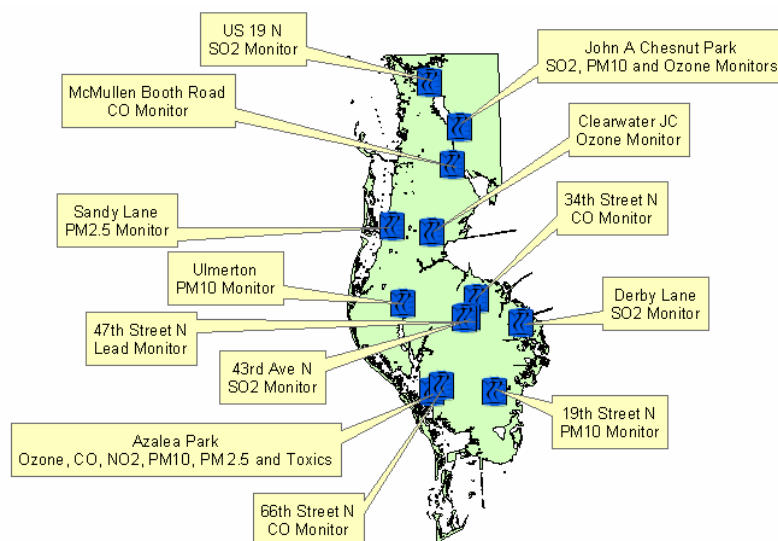 US 19 N
SO2 Monitor
John A Chesnut Park
SO2, PM10 and Ozone Monitors
McMullen Booth Road
CO Monitor
Clearwater JC
Ozone Monitor
34th Street N
CO Monitor
Sandy Lane
PM2.5 Monitor
Ulmerton
PM10 Monitor
Derby Lane
SO2 Monitor
47th Street N
Lead Monitor
43rd Ave N
SO2 Monitor
19th Street N
PM10 Monitor
Azalea Park
Ozone, CO, NO2, PM10, PM2.5 and Toxics
66th Street N
CO Monitor